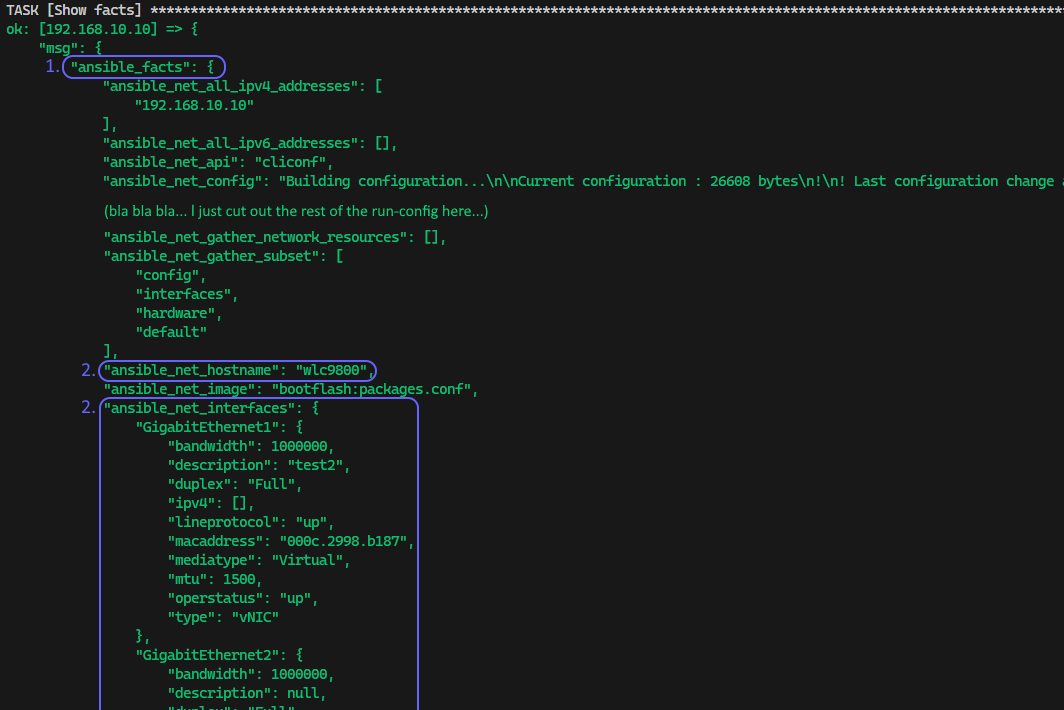 TASK [Show facts] ******************************************************************************************************************
ok: [192.168.10.10] => {
"msg": {
1. "ansible_facts": {
"ansible_net_all_ipv4_addresses": [
"192.168.10.10"
],
"ansible_net_all_ipv6_addresses": [],
"ansible_net_api": "cliconf",
"ansible_net_config": "Building configuration...\n\nCurrent configuration : 26608 bytes\n!\n! Last configuration change
(bla bla bla... I just cut out the rest of the run-config here...)
"ansible_net_gather_network_resources": [],
"ansible_net_gather_subset": [
"config",
"interfaces",
"hardware",
"default"
],
2. "ansible_net_hostname": "wlc9800",
"ansible_net_image": "bootflash:packages.conf",
2. "ansible_net_interfaces": {
"GigabitEthernet1": {
"bandwidth": 1000000,
"description": "test2",
"duplex": "Full",
"ipv4": [],
"lineprotocol": "up",
"macaddress": "000c.2998.b187",
"mediatype": "Virtual",
"mtu": 1500,
"operstatus": "up",
"type": "vNIC"
},
"GigabitEthernet2": {
"bandwidth": 1000000,
"description": null,
"duplex": "Full",